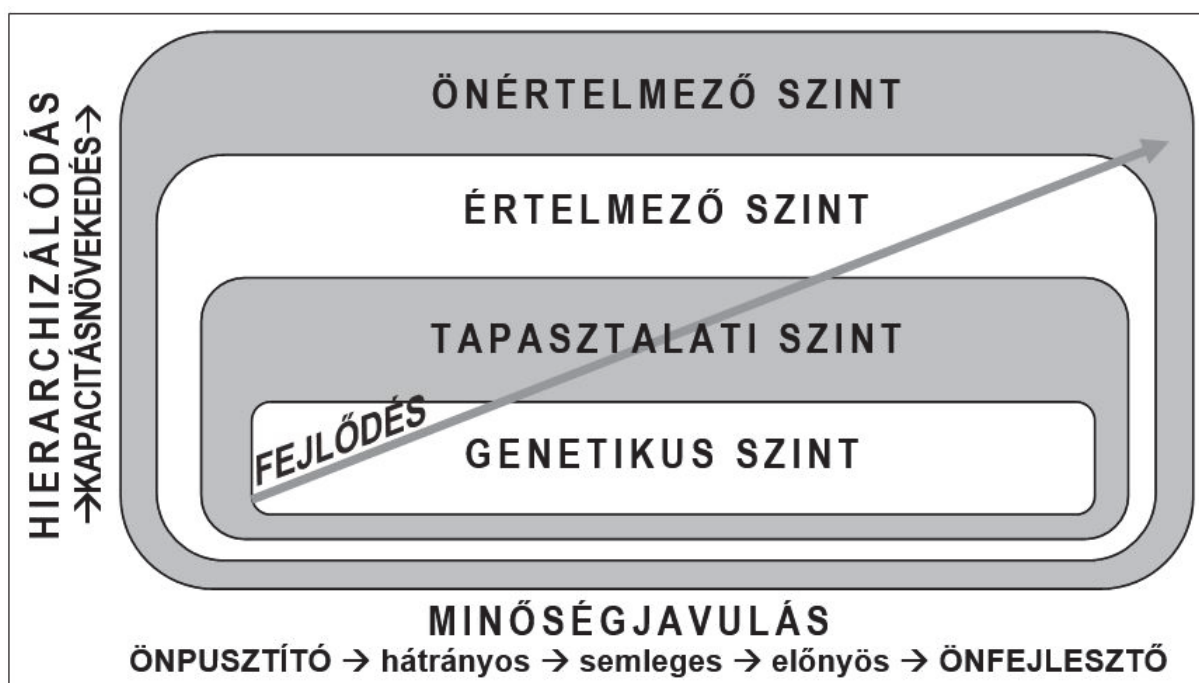 HIERARCHIZÁLÓDÁS
→KAPACITÁSNÖVEKEDÉS→
ÖNÉRTELMEZŐ SZINT
ÉRTELMEZŐ SZINT
TAPASZTALATI SZINT
FEJLŐDÉS
GENETIKUS SZINT
MINŐSÉGJAVULÁS
ÖNPUSZTÍTÓ → hátrányos → semleges → előnyös → ÖNFEJLESZTŐ